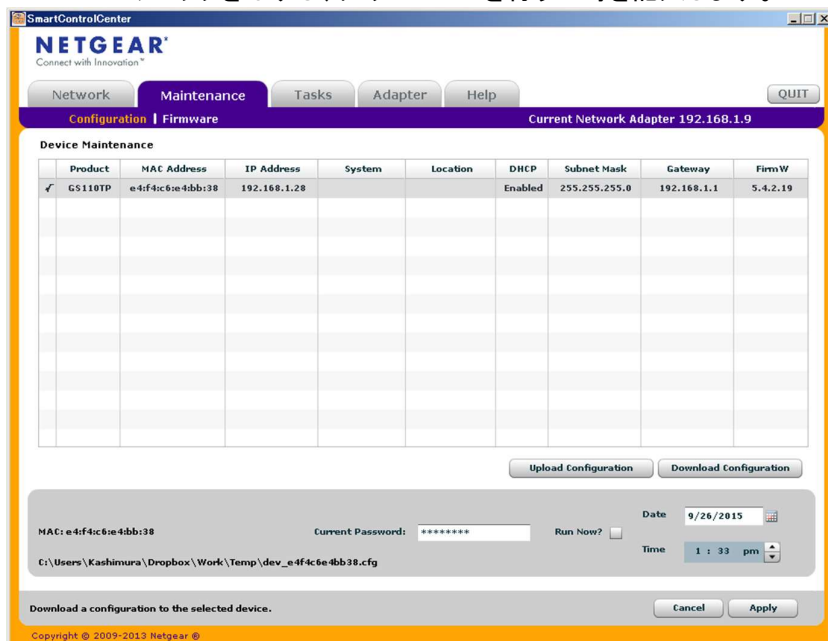 SmartControlCenter
NETGEAR®
Connect with Innovation™
Network Maintenance Tasks Adapter Help QUIT
Configuration | Firmware Current Network Adapter 192.168.1.9
Device Maintenance
Product MAC Address IP Address System Location DHCP Subnet Mask Gateway FirmW
√ GS110TP e4:f4:c6:e4:bb:38 192.168.1.28 Enabled 255.255.255.0 192.168.1.1 5.4.2.19
Upload Configuration Download Configuration
MAC: e4:f4:c6:e4:bb:38 Current Password: ******** Run Now? Date 9/26/2015
Time 1 : 33 pm
C:\Users\Kashimura\Dropbox\Work\Temp\dev_e4f4c6e4bb38.cfg
Download a configuration to the selected device. Cancel Apply
Copyright © 2009-2013 Netgear ®